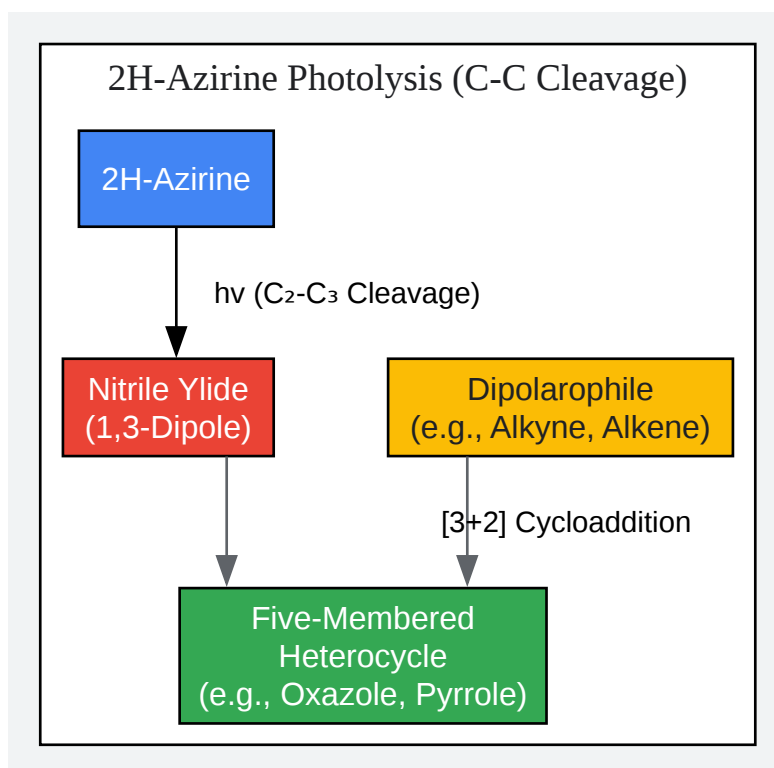 2H-Azirine Photolysis (C-C Cleavage)
2H-Azirine
hv (C₂-C₃ Cleavage)
Nitrile Ylide
(1,3-Dipole)
Dipolarophile
(e.g., Alkyne, Alkene)
[3+2] Cycloaddition
Five-Membered
Heterocycle
(e.g., Oxazole, Pyrrole)